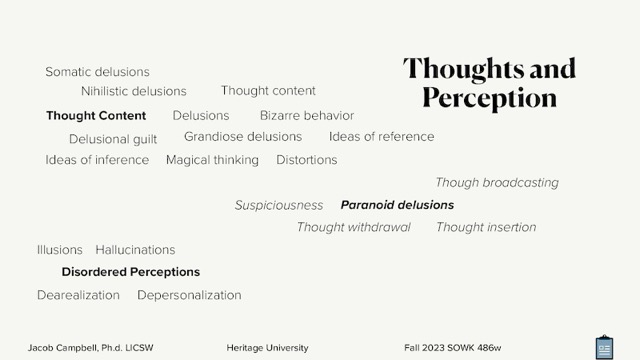 Thoughts and
Perception
Somatic delusions
Nihilistic delusions Thought content
Thought Content Delusions Bizarre behavior
Delusional guilt Grandiose delusions Ideas of reference
Ideas of inference Magical thinking Distortions
Though broadcasting
Suspiciousness Paranoid delusions
Thought withdrawal Thought insertion
Illusions Hallucinations
Disordered Perceptions
Dearealization Depersonalization
Jacob Campbell, Ph.d. LICSW Heritage University Fall 2023 SOWK 486w